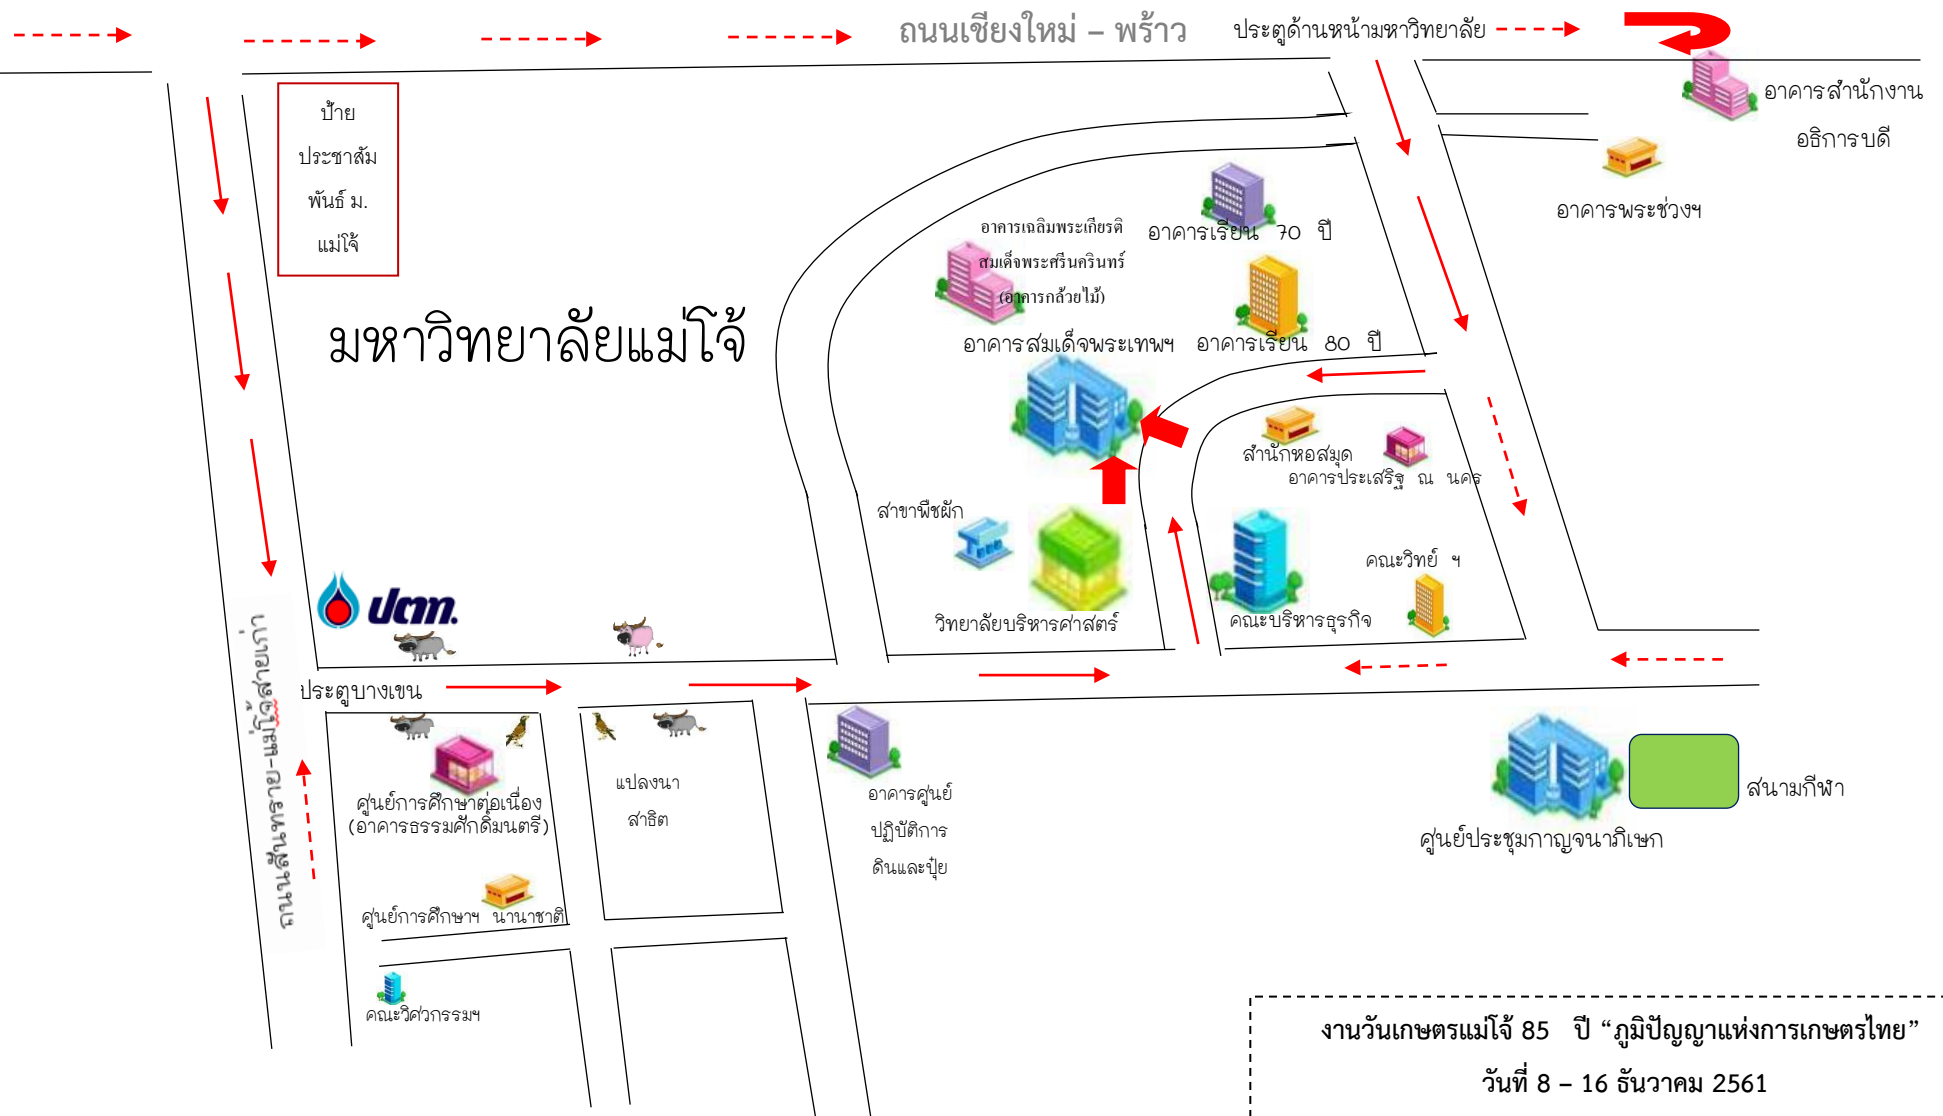 ถนนเชียงใหม่ – พร้าว
ประตูด้านหน้ามหาวิทยาลัย
ป้าย
ประชาสัม
พันธ์ ม.
แม่โจ้
อาคารสำนักงาน
อธิการบดี
อาคารพระช่วงฯ
อาคารเรียน 70 ปี
อาคารเฉลิมพระเกียรติ
สมเด็จพระศรีนครินทร์
(อาคารกล้วยไม้)
มหาวิทยาลัยแม่โจ้
อาคารสมเด็จพระเทพฯ
อาคารเรียน 80 ปี
สำนักหอสมุด
อาคารประเสริฐ ณ นคร
สาขาพืชผัก
คณะวิทย์ ฯ
วิทยาลัยบริหารศาสตร์
คณะบริหารธุรกิจ
ปตท.
ประตูบางเขน
ถนนสันทราย-แม่โจ้สายเก่า
ศูนย์การศึกษาต่อเนื่อง
(อาคารธรรมศักดิ์มนตรี)
แปลงนา
สาธิต
อาคารศูนย์
ปฏิบัติการ
ดินและปุ๋ย
สนามกีฬา
ศูนย์ประชุมกาญจนาภิเษก
ศูนย์การศึกษาฯ นานาชาติ
คณะวิศวกรรมฯ
งานวันเกษตรแม่โจ้ 85 ปี “ภูมิปัญญาแห่งการเกษตรไทย”
วันที่ 8 – 16 ธันวาคม 2561